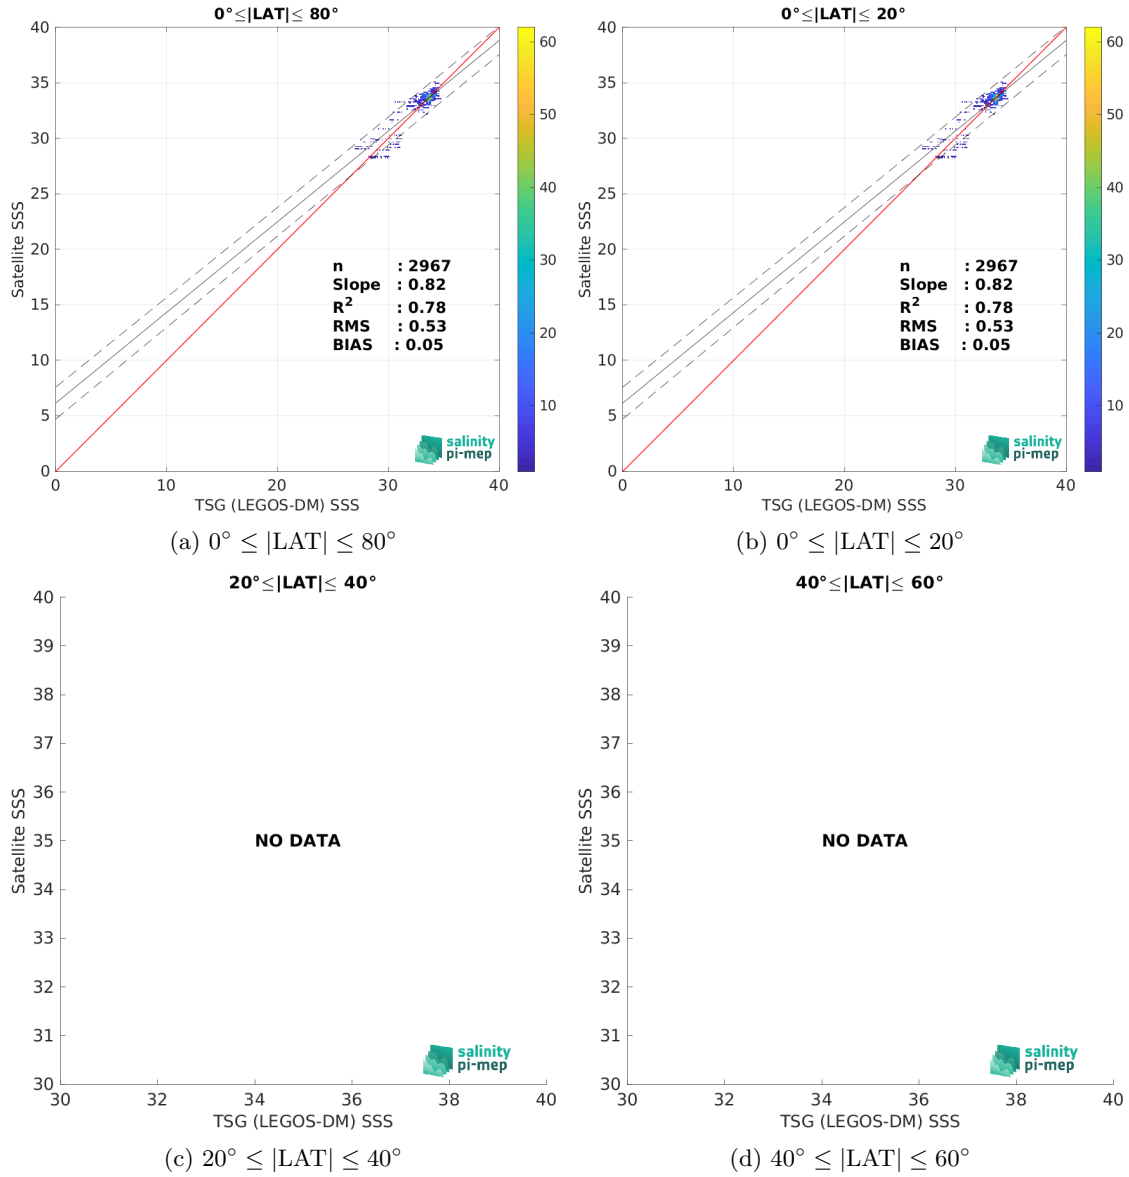 0°≤|LAT|≤ 80°
40
35
30
25
20
15
10
5
0
0
10
20
30
40
Satellite SSS
TSG (LEGOS-DM) SSS
n : 2967
Slope : 0.82
R² : 0.78
RMS : 0.53
BIAS : 0.05
salinity
pi-mep
60
50
40
30
20
10
(a) 0° ≤ |LAT| ≤ 80°
0°≤|LAT|≤ 20°
40
35
30
25
20
15
10
5
0
0
10
20
30
40
Satellite SSS
TSG (LEGOS-DM) SSS
n : 2967
Slope : 0.82
R² : 0.78
RMS : 0.53
BIAS : 0.05
salinity
pi-mep
60
50
40
30
20
10
(b) 0° ≤ |LAT| ≤ 20°
20°≤|LAT|≤ 40°
40
39
38
37
36
35
34
33
32
31
30
30
32
34
36
38
40
Satellite SSS
NO DATA
salinity
pi-mep
TSG (LEGOS-DM) SSS
(c) 20° ≤ |LAT| ≤ 40°
40°≤|LAT|≤ 60°
40
39
38
37
36
35
34
33
32
31
30
30
32
34
36
38
40
Satellite SSS
NO DATA
salinity
pi-mep
TSG (LEGOS-DM) SSS
(d) 40° ≤ |LAT| ≤ 60°